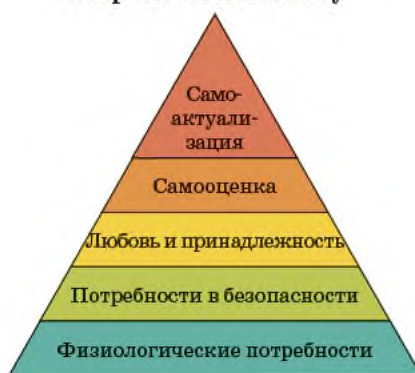 Само-
актуали-
зация
Самооценка
Любовь и принадлежность
Потребности в безопасности
Физиологические потребности